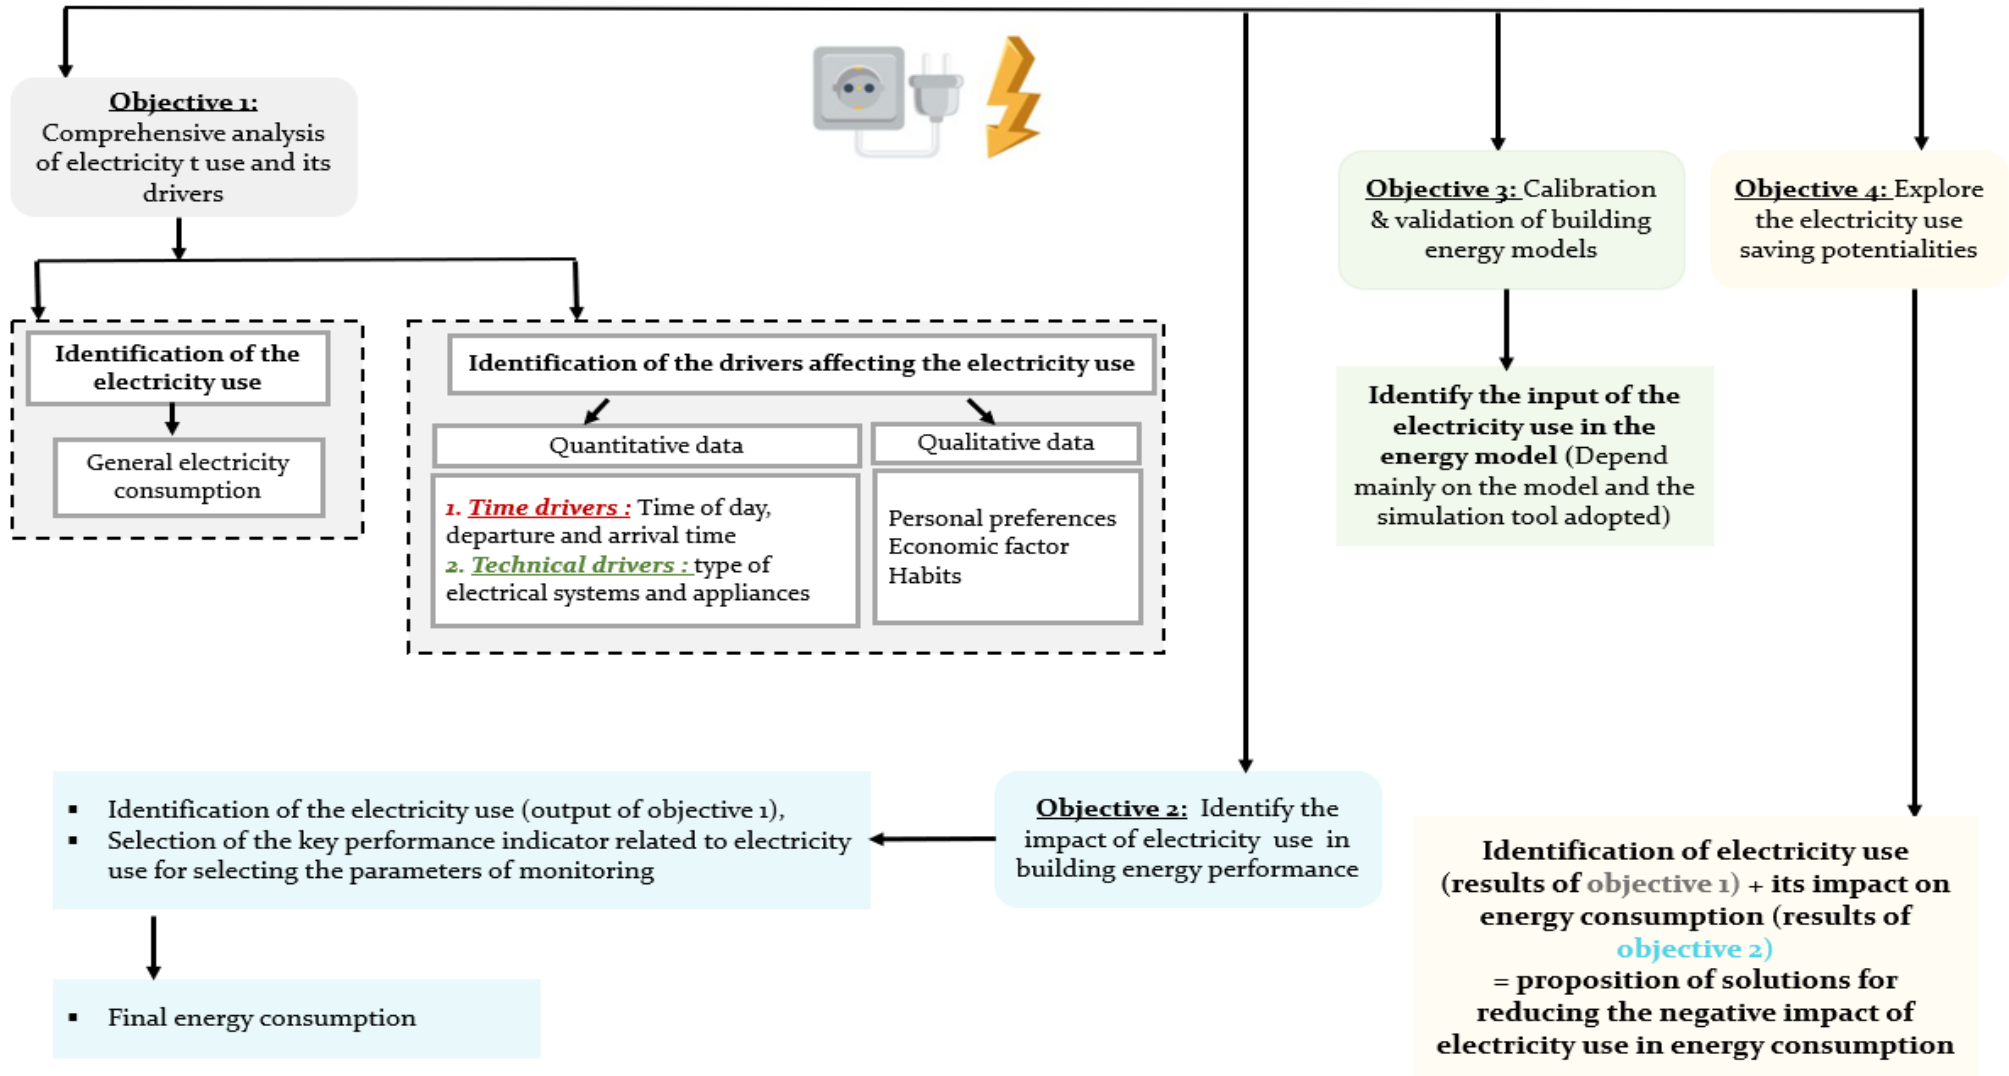 Objective 1:
Comprehensive analysis
of electricity t use and its
drivers
Identification of the
electricity use
General electricity
consumption
Identification of the drivers affecting the electricity use
Quantitative data
1. Time drivers : Time of day,
departure and arrival time
2. Technical drivers : type of
electrical systems and appliances
Qualitative data
Personal preferences
Economic factor
Habits
Objective 2: Identify the
impact of electricity use in
building energy performance
▪ Identification of the electricity use (output of objective 1),
▪ Selection of the key performance indicator related to electricity
use for selecting the parameters of monitoring
▪ Final energy consumption
Objective 3: Calibration
& validation of building
energy models
Identify the input of the
electricity use in the
energy model (Depend
mainly on the model and the
simulation tool adopted)
Objective 4: Explore
the electricity use
saving potentialities
Identification of electricity use
(results of objective 1) + its impact on
energy consumption (results of
objective 2)
= proposition of solutions for
reducing the negative impact of
electricity use in energy consumption